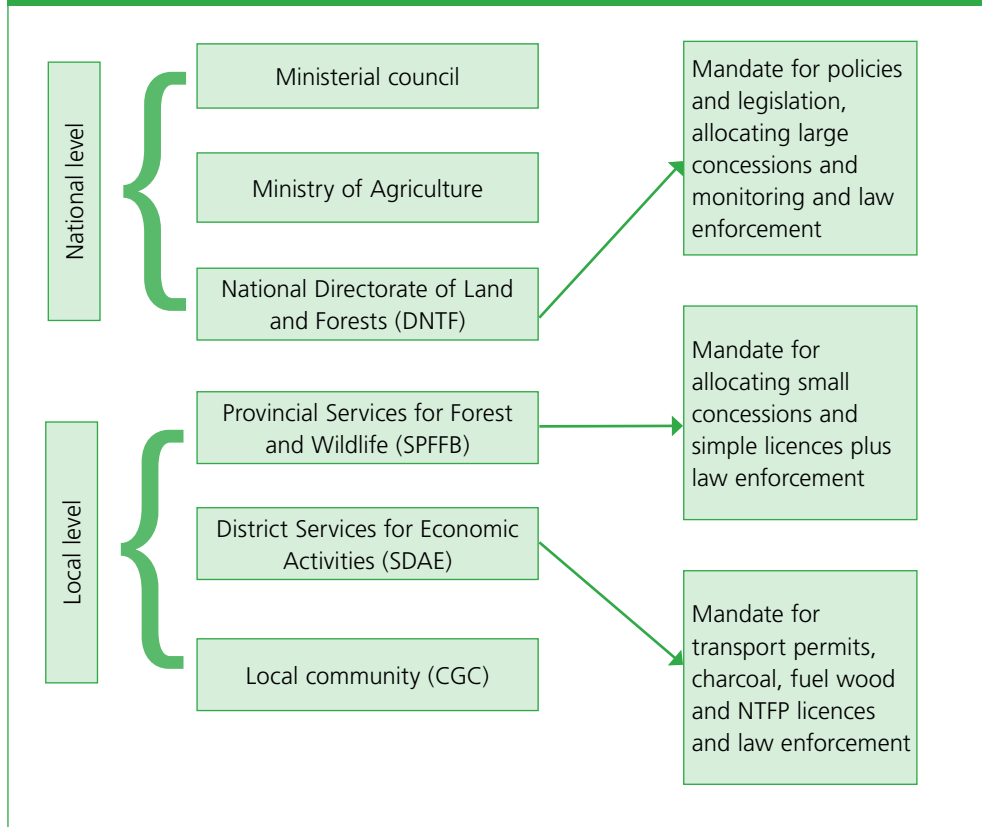 National level
Ministerial council
Ministry of Agriculture
National Directorate of Land
and Forests (DNTF)
Mandate for policies
and legislation,
allocating large
concessions and
monitoring and law
enforcement
Local level
Provincial Services for Forest
and Wildlife (SPFFB)
District Services for Economic
Activities (SDAE)
Local community (CGC)
Mandate for
allocating small
concessions and
simple licences plus
law enforcement
Mandate for
transport permits,
charcoal, fuel wood
and NTFP licences
and law enforcement